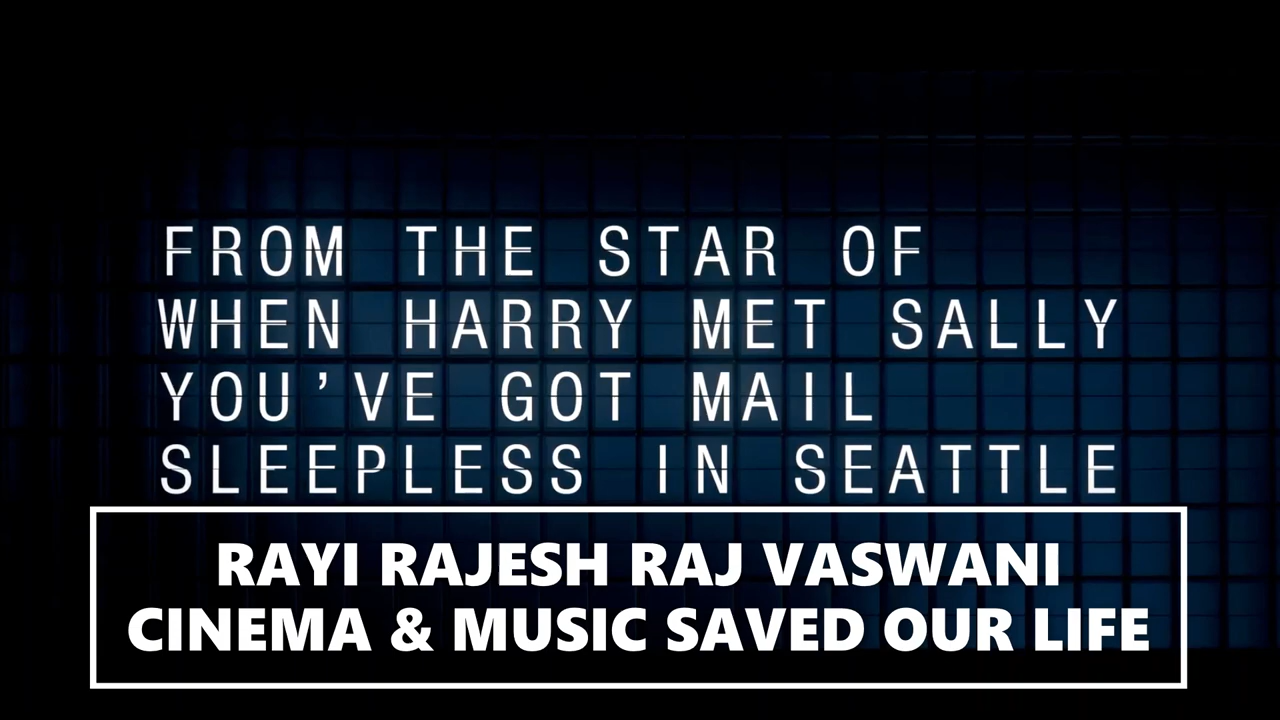 FROM THE STAR OF
WHEN HARRY MET SALLY
YOU'VE GOT MAIL
SLEEPLESS IN SEATTLE
RAYI RAJESH RAJ VASWANI
CINEMA & MUSIC SAVED OUR LIFE